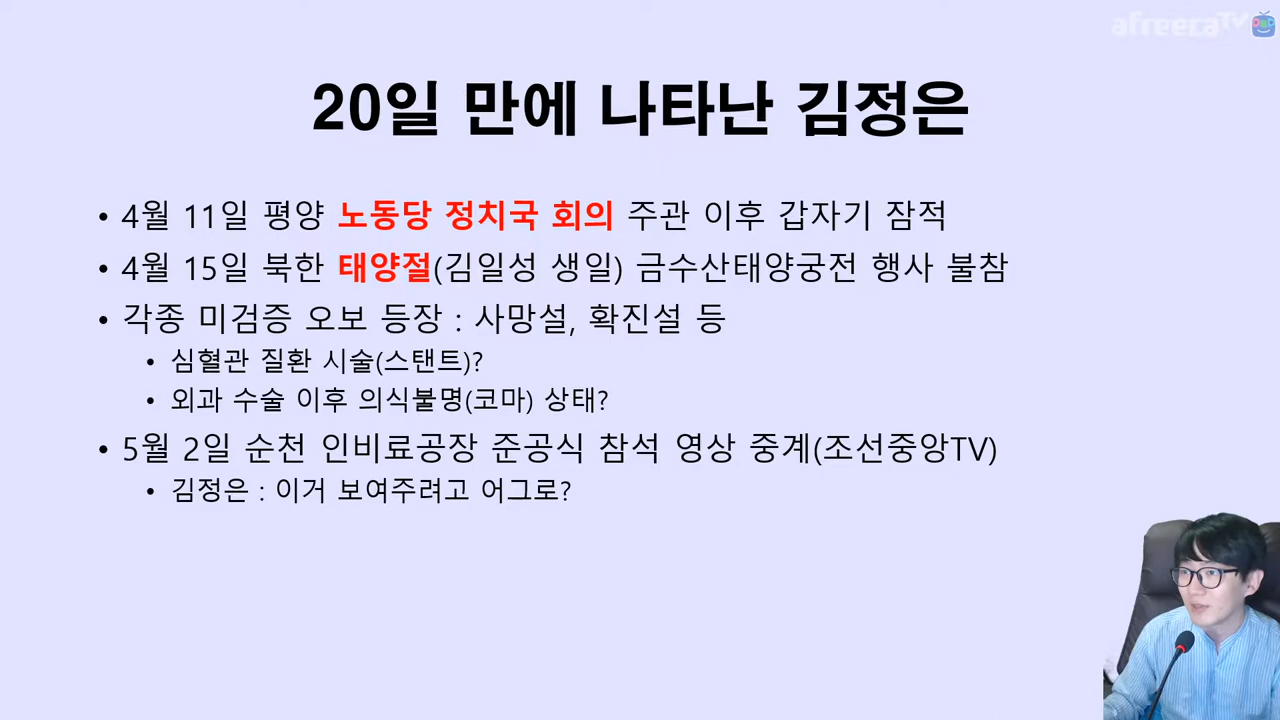 afreecaTV
20일 만에 나타난 김정은
• 4월 11일 평양 노동당 정치국 회의 주관 이후 갑자기 잠적
• 4월 15일 북한 태양절(김일성 생일) 금수산태양궁전 행사 불참
• 각종 미검증 오보 등장 : 사망설, 확진설 등
• 심혈관 질환 시술(스탠트)?
• 외과 수술 이후 의식불명(코마) 상태?
• 5월 2일 순천 인비료공장 준공식 참석 영상 중계(조선중앙TV)
• 김정은 : 이거 보여주려고 어그로?